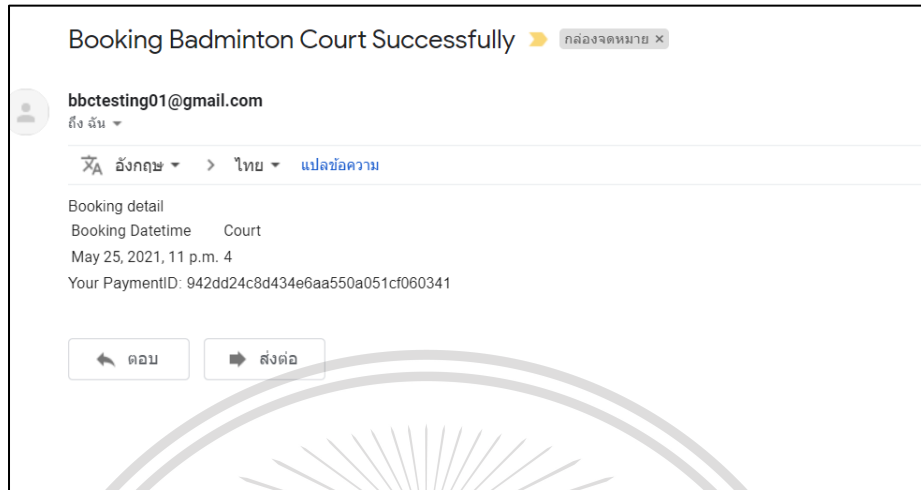 Booking Badminton Court Successfully กล่องจดหมาย ×
bbctesting01@gmail.com
ถึง ฉัน
อังกฤษ > ไทย แปลข้อความ
Booking detail
Booking Datetime Court
May 25, 2021, 11 p.m. 4
Your PaymentID: 942dd24c8d434e6aa550a051cf060341
ตอบ ส่งต่อ